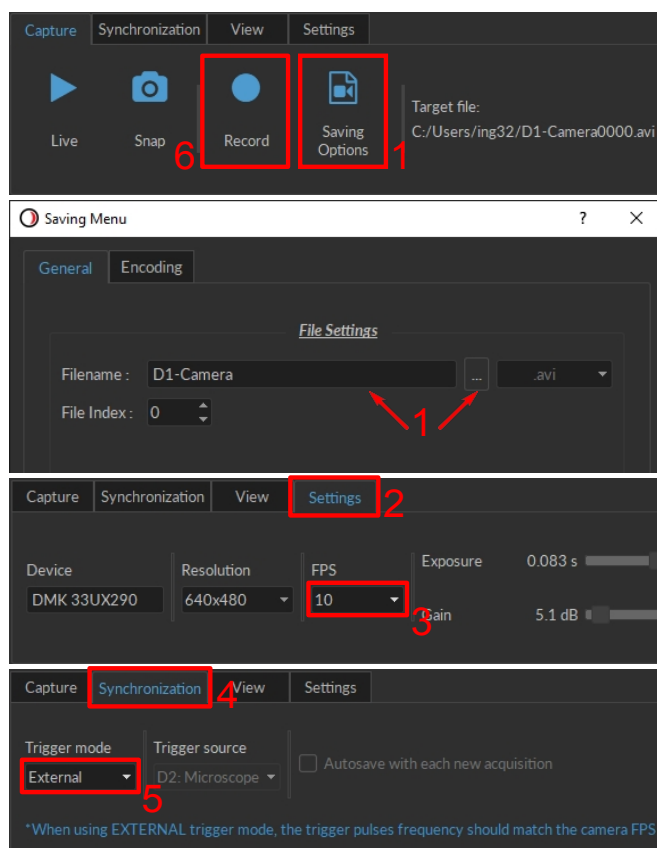 Capture Synchronization View Settings
Target file:
C:/Users/ing32/D1-Camera0000.avi
Live Snap 6 Record Saving Options 1
Saving Menu ? ×
General Encoding
File Settings
Filename : D1-Camera ... .avi
File Index : 0
1
Capture Synchronization View Settings 2
Device Resolution FPS Exposure 0.083 s
DMK 33UX290 640x480 10 3 Gain 5.1 dB
Capture Synchronization 4 View Settings
Trigger mode Trigger source
External D2: Microscope Autosave with each new acquisition
5
*When using EXTERNAL trigger mode, the trigger pulses frequency should match the camera FPS